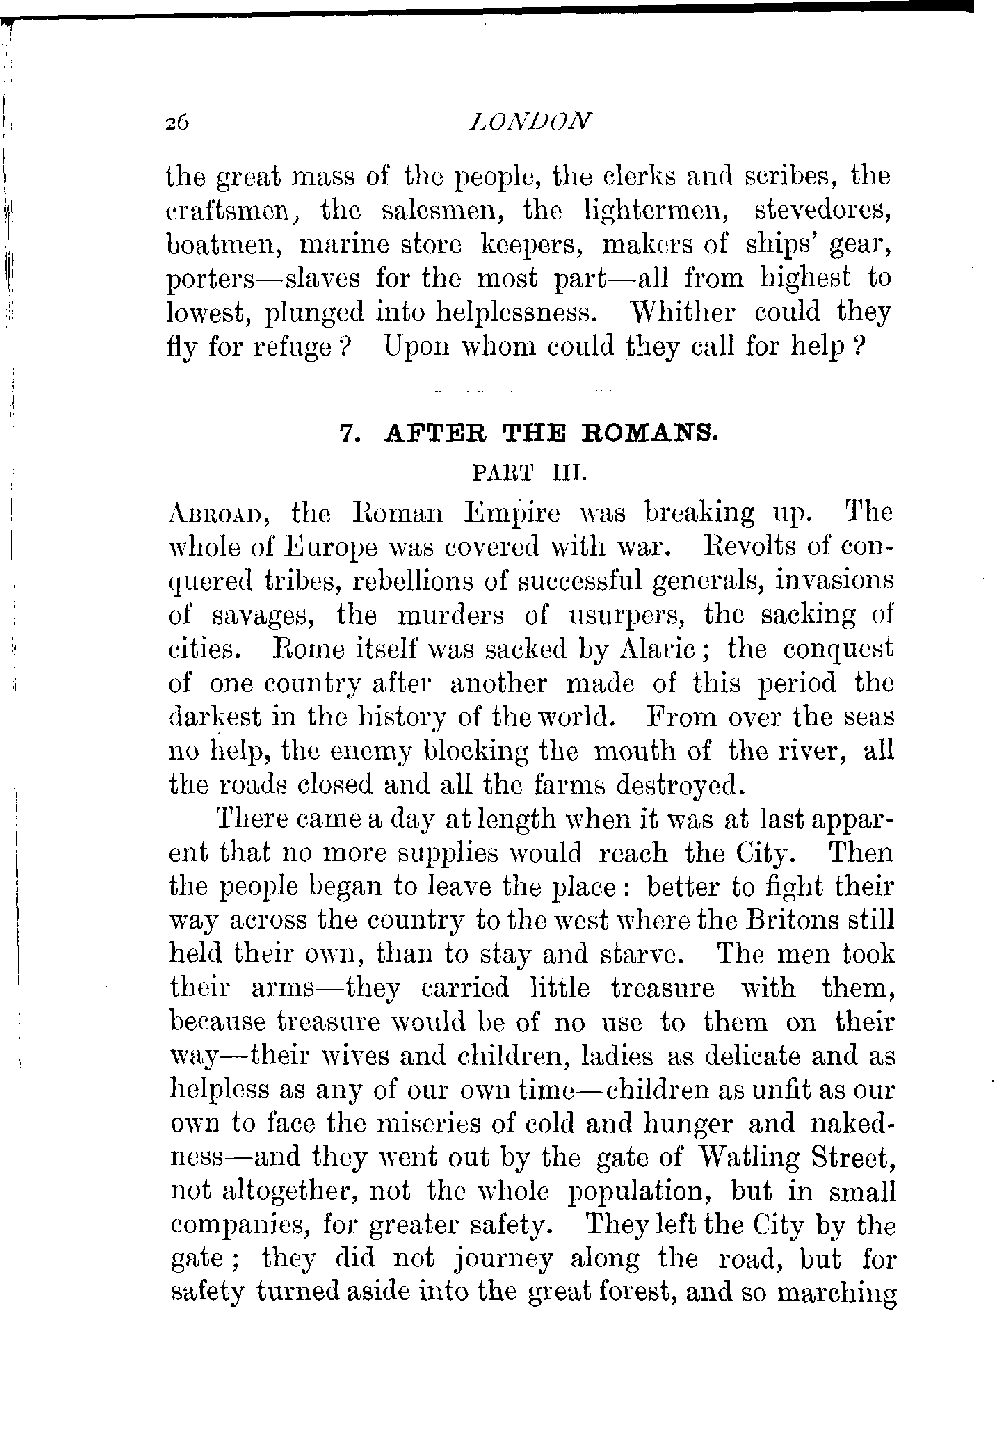 26 LONDON
the great mass of the people, the clerks and scribes, the
craftsmen, the salesmen, the lightermen, stevedores,
boatmen, marine store keepers, makers of ships' gear,
porters—slaves for the most part—all from highest to
lowest, plunged into helplessness. Whither could they
fly for refuge? Upon whom could they call for help?
7. AFTER THE ROMANS.
PART III.
ABROAD, the Roman Empire was breaking up. The
whole of Europe was covered with war. Revolts of con-
quered tribes, rebellions of successful generals, invasions
of savages, the murders of usurpers, the sacking of
cities. Rome itself was sacked by Alaric; the conquest
of one country after another made of this period the
darkest in the history of the world. From over the seas
no help, the enemy blocking the mouth of the river, all
the roads closed and all the farms destroyed.
There came a day at length when it was at last appar-
ent that no more supplies would reach the City. Then
the people began to leave the place: better to fight their
way across the country to the west where the Britons still
held their own, than to stay and starve. The men took
their arms—they carried little treasure with them,
because treasure would be of no use to them on their
way—their wives and children, ladies as delicate and as
helpless as any of our own time—children as unfit as our
own to face the miseries of cold and hunger and naked-
ness—and they went out by the gate of Watling Street,
not altogether, not the whole population, but in small
companies, for greater safety. They left the City by the
gate; they did not journey along the road, but for
safety turned aside into the great forest, and so marching